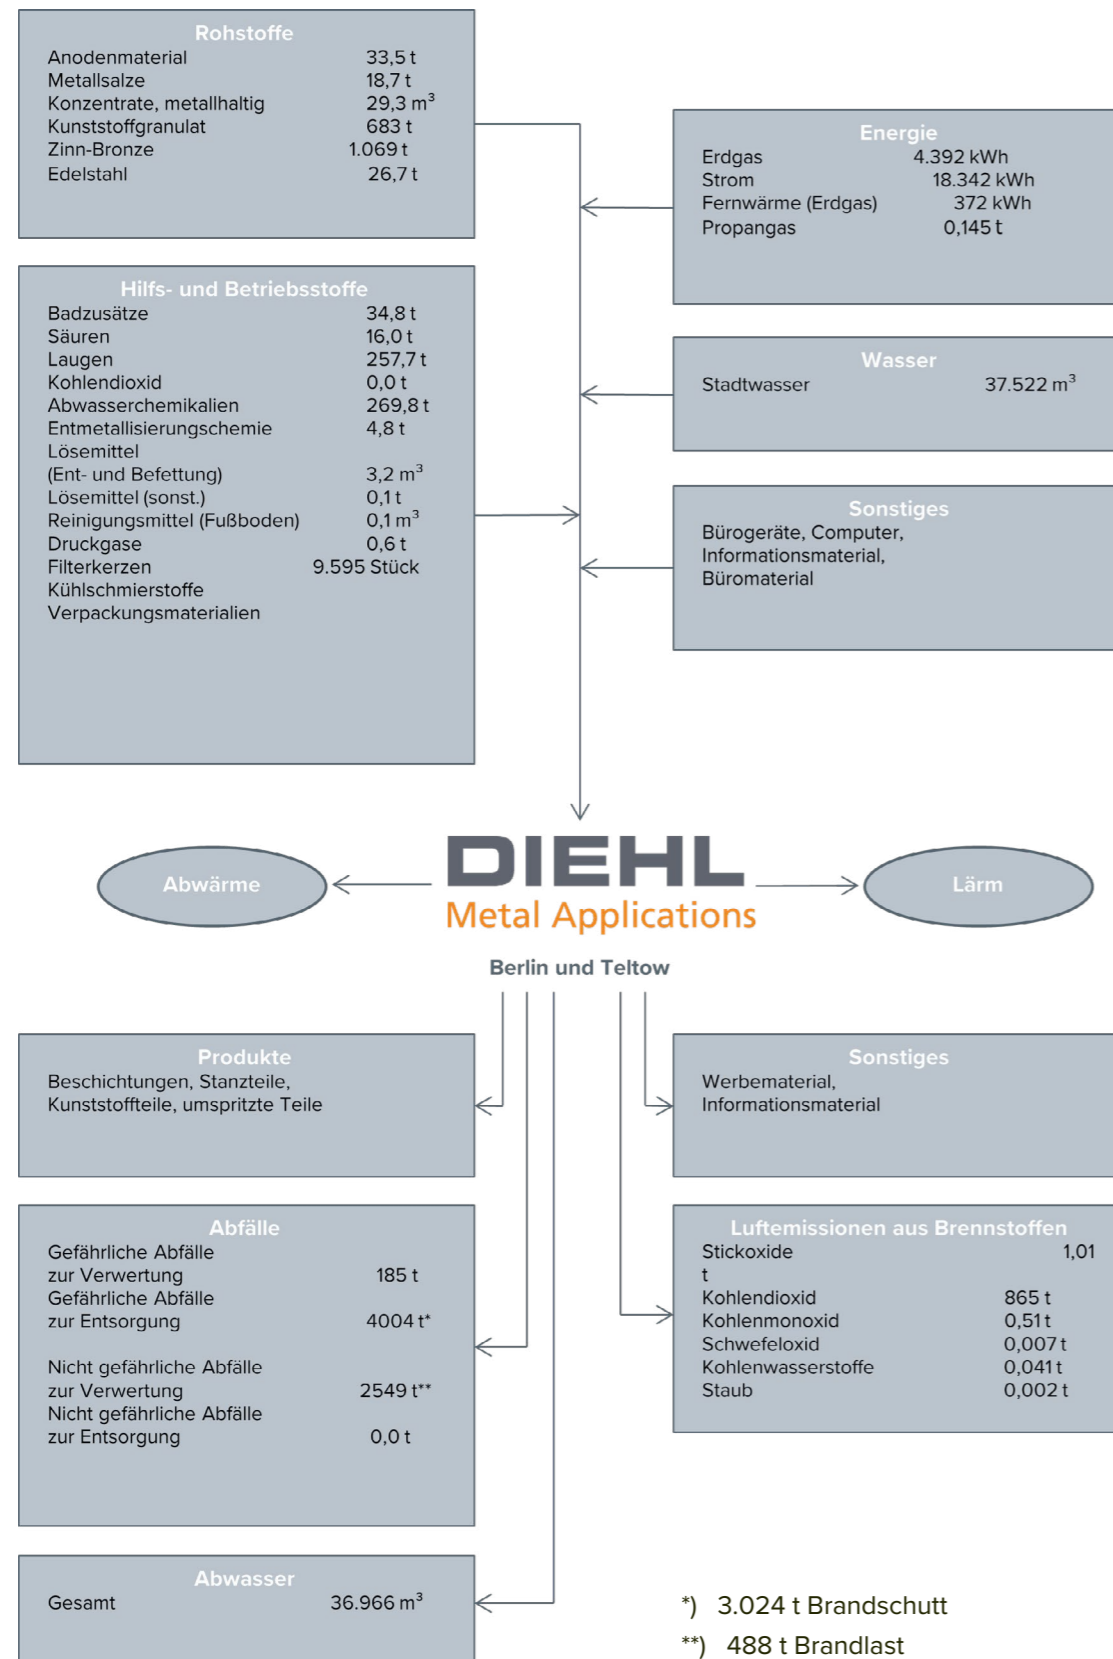 Rohstoffe
Anodenmaterial 33,5 t
Metallsalze 18,7 t
Konzentrate, metallhaltig 29,3 m³
Kunststoffgranulat 683 t
Zinn-Bronze 1.069 t
Edelstahl 26,7 t
Energie
Erdgas 4.392 kWh
Strom 18.342 kWh
Fernwärme (Erdgas) 372 kWh
Propangas 0,145 t
Hilfs- und Betriebsstoffe
Badzusätze 34,8 t
Säuren 16,0 t
Laugen 257,7 t
Kohlendioxid 0,0 t
Abwasserchemikalien 269,8 t
Entmetallisierungschemie 4,8 t
Lösemittel
(Ent- und Befettung) 3,2 m³
Lösemittel (sonst.) 0,1 t
Reinigungsmittel (Fußboden) 0,1 m³
Druckgase 0,6 t
Filterkerzen 9.595 Stück
Kühlschmierstoffe
Verpackungsmaterialien
Wasser
Stadtwasser 37.522 m³
Sonstiges
Bürogeräte, Computer,
Informationsmaterial,
Büromaterial
DIEHL
Metal Applications
Abwärme
Lärm
Berlin und Teltow
Produkte
Beschichtungen, Stanzteile,
Kunststoffteile, umspritzte Teile
Sonstiges
Werbematerial,
Informationsmaterial
Abfälle
Gefährliche Abfälle
zur Verwertung 185 t
Gefährliche Abfälle
zur Entsorgung 4004 t*
Nicht gefährliche Abfälle
zur Verwertung 2549 t**
Nicht gefährliche Abfälle
zur Entsorgung 0,0 t
Luftemissionen aus Brennstoffen
Stickoxide 1,01
t
Kohlendioxid 865 t
Kohlenmonoxid 0,51 t
Schwefeloxid 0,007 t
Kohlenwasserstoffe 0,041 t
Staub 0,002 t
Abwasser
Gesamt 36.966 m³
*) 3.024 t Brandschutt
**) 488 t Brandlast